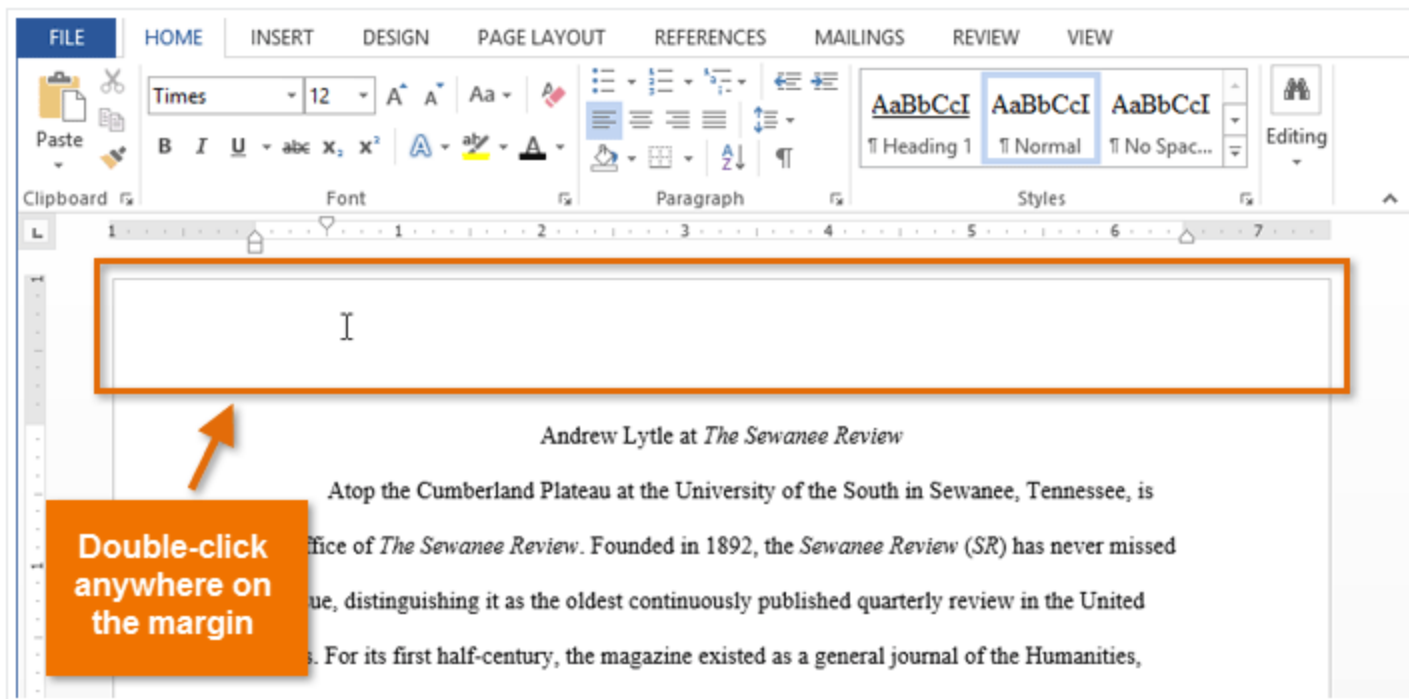 FILE HOME INSERT DESIGN PAGE LAYOUT REFERENCES MAILINGS REVIEW VIEW
Paste
Times 12 Aa
B I U abc x₂ x² A aby A
A Z ¶
AaBbCcI AaBbCcI AaBbCcI
¶ Heading 1 ¶ Normal ¶ No Spac...
Editing
Clipboard Font Paragraph Styles
L 1 1 2 3 4 5 6 7
Andrew Lytle at The Sewanee Review
Atop the Cumberland Plateau at the University of the South in Sewanee, Tennessee, is
ffice of The Sewanee Review. Founded in 1892, the Sewanee Review (SR) has never missed
ue, distinguishing it as the oldest continuously published quarterly review in the United
s. For its first half-century, the magazine existed as a general journal of the Humanities,
Double-click
anywhere on
the margin